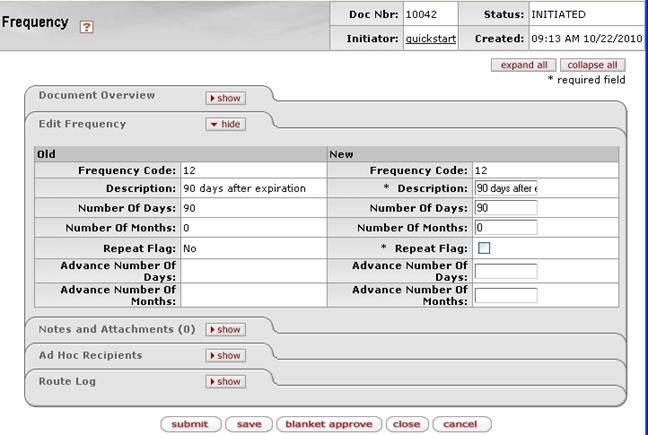 Frequency ?
Doc Nbr: 10042 Status: INITIATED
Initiator: quickstart Created: 09:13 AM 10/22/2010
expand all collapse all
* required field
Document Overview show
Edit Frequency hide
Old New
Frequency Code: 12 Frequency Code: 12
Description: 90 days after expiration * Description: 90 days after e
Number Of Days: 90 Number Of Days: 90
Number Of Months: 0 Number Of Months: 0
Repeat Flag: No * Repeat Flag:
Advance Number Of Days: Advance Number Of Days:
Advance Number Of Months: Advance Number Of Months:
Notes and Attachments (0) show
Ad Hoc Recipients show
Route Log show
submit save blanket approve close cancel